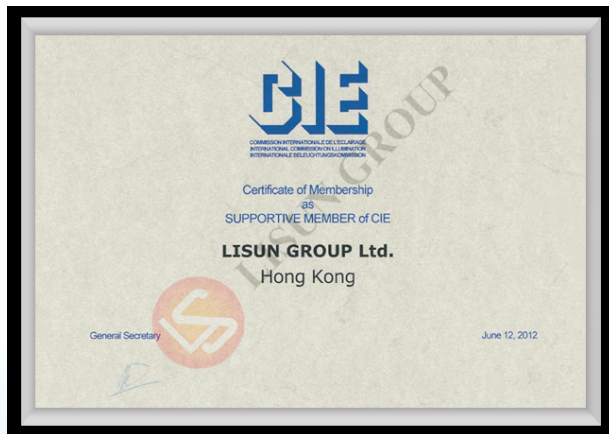 CIE
COMMISSION INTERNATIONALE DE L'ECLAIRAGE
INTERNATIONAL COMMISSION ON ILLUMINATION
INTERNATIONALE BELEUCHTUNGSKOMMISSION
Certificate of Membership
as
SUPPORTIVE MEMBER of CIE
LISUN GROUP Ltd.
Hong Kong
General Secretary
June 12, 2012
LISUN GROUP